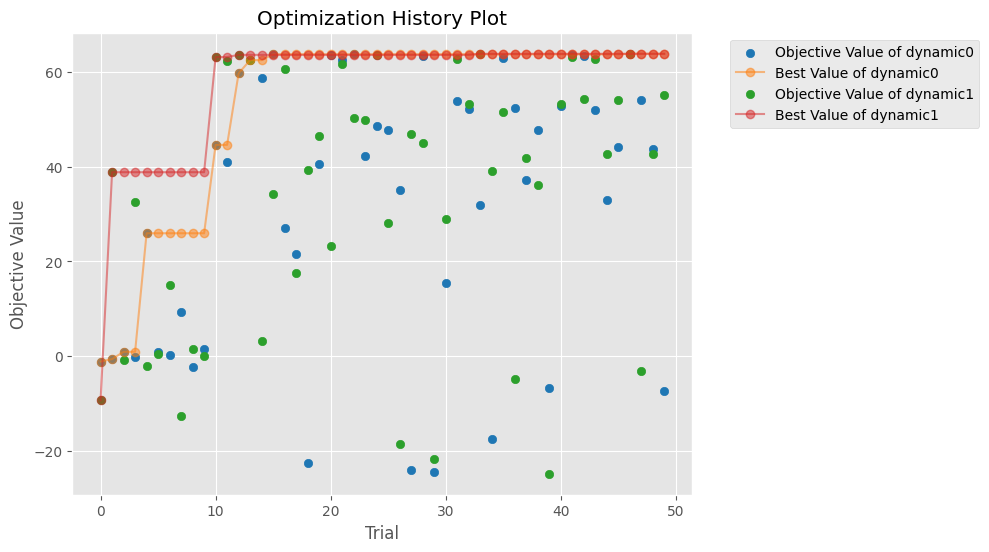 Optimization History Plot
Objective Value
60
40
20
0
−20
0 10 20 30 40 50
Trial
Objective Value of dynamic0
Best Value of dynamic0
Objective Value of dynamic1
Best Value of dynamic1